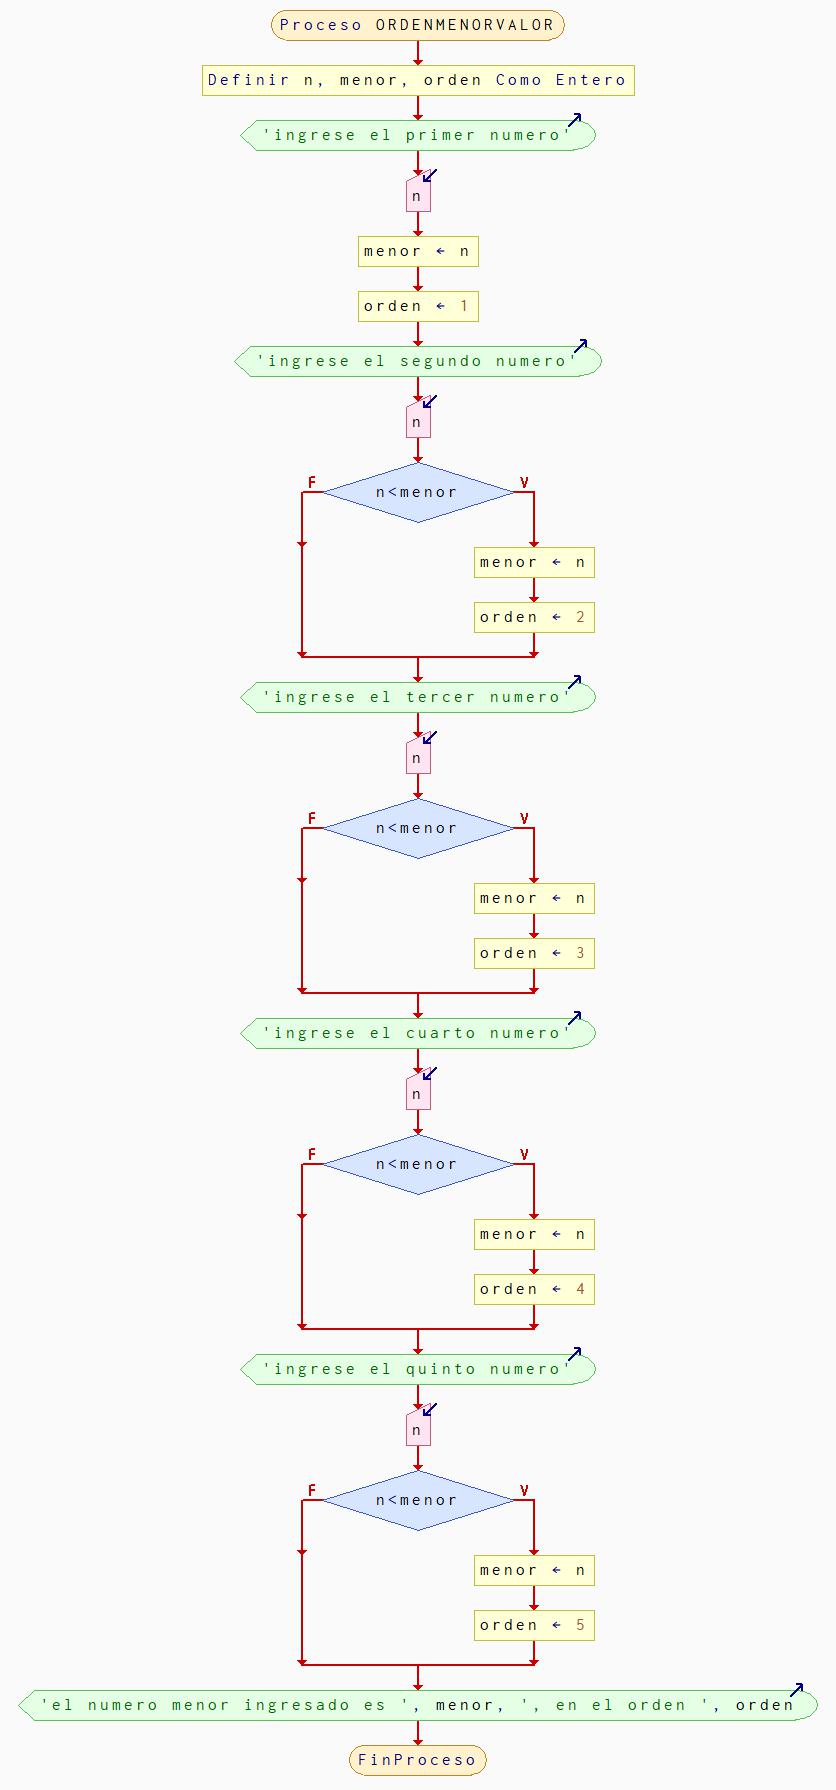 Proceso ORDENMENORVALOR
Definir n, menor, orden Como Entero
'ingrese el primer numero'
n
menor ← n
orden ← 1
'ingrese el segundo numero'
n
F n<menor V
menor ← n
orden ← 2
'ingrese el tercer numero'
n
F n<menor V
menor ← n
orden ← 3
'ingrese el cuarto numero'
n
F n<menor V
menor ← n
orden ← 4
'ingrese el quinto numero'
n
F n<menor V
menor ← n
orden ← 5
'el numero menor ingresado es ', menor, ', en el orden ', orden
FinProceso